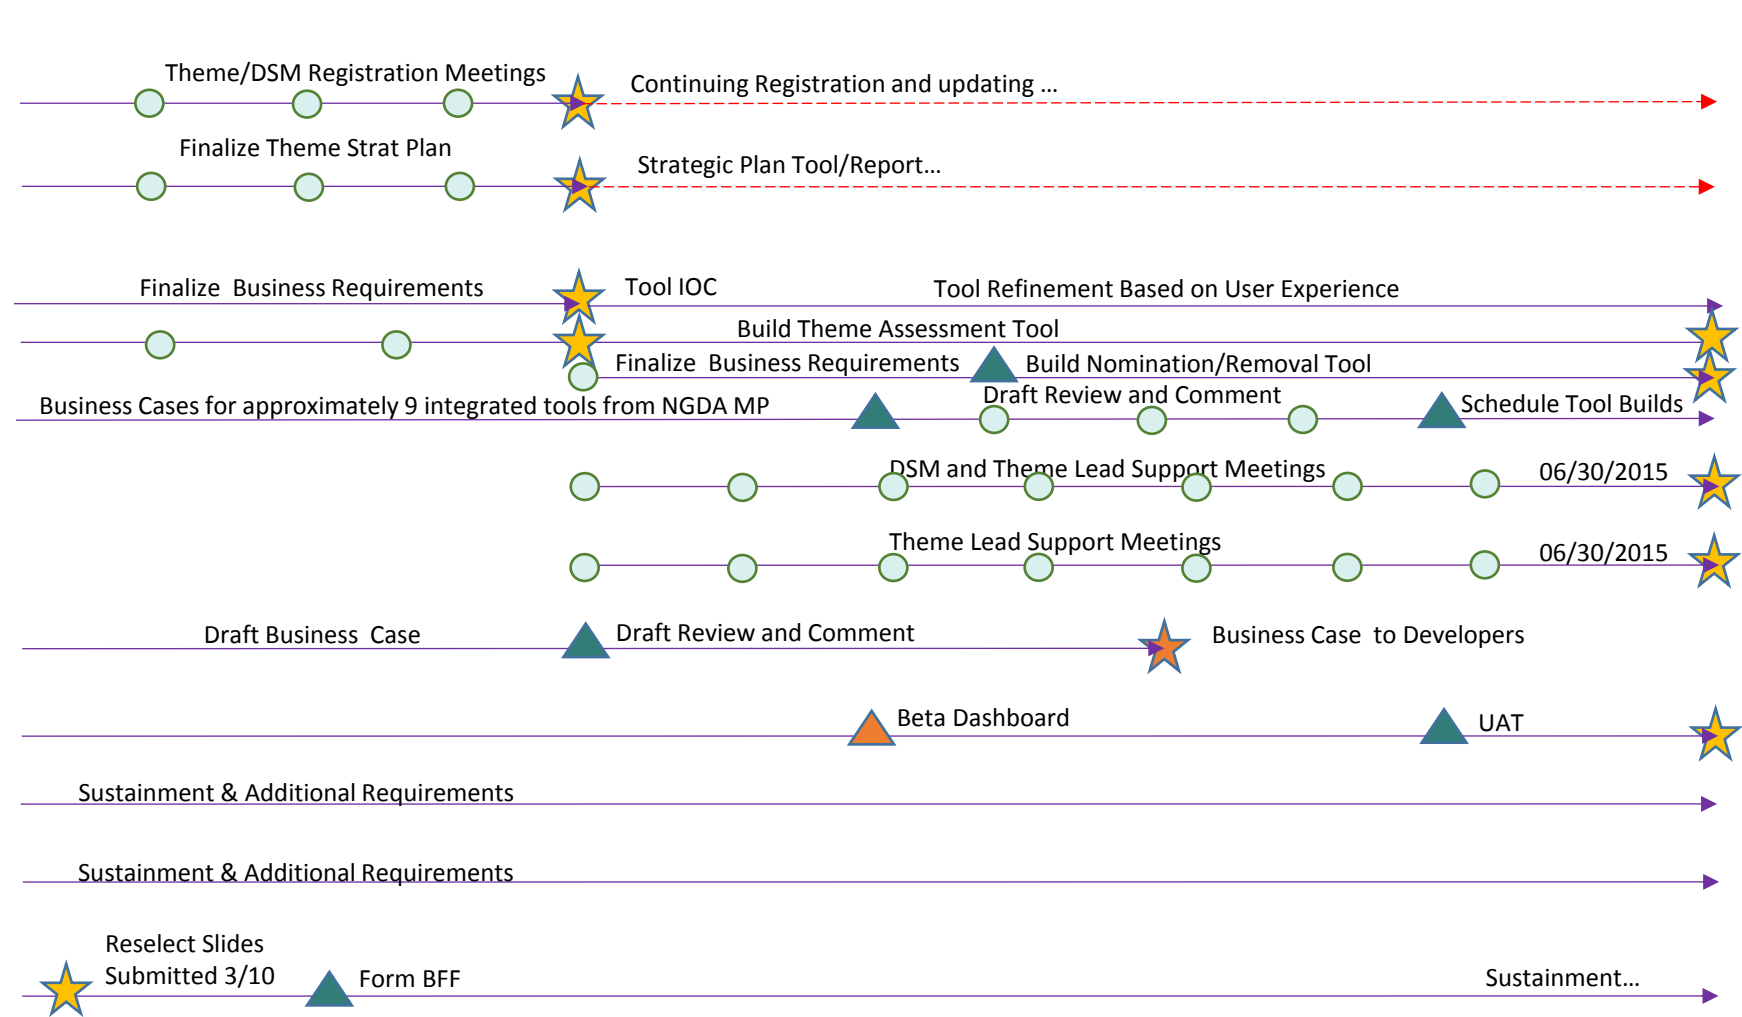 Theme/DSM Registration Meetings
Continuing Registration and updating …
Finalize Theme Strat Plan
Strategic Plan Tool/Report…
Finalize  Business Requirements
Tool IOC
Tool Refinement Based on User Experience
Build Theme Assessment Tool
Finalize  Business Requirements
Build Nomination/Removal Tool
Business Cases for approximately 9 integrated tools from NGDA MP
Draft Review and Comment
Schedule Tool Builds
DSM and Theme Lead Support Meetings
06/30/2015
Theme Lead Support Meetings
06/30/2015
Draft Business  Case
Draft Review and Comment
Business Case  to Developers
Beta Dashboard
UAT
Sustainment & Additional Requirements
Sustainment & Additional Requirements
Reselect Slides
Submitted 3/10
Form BFF
Sustainment…